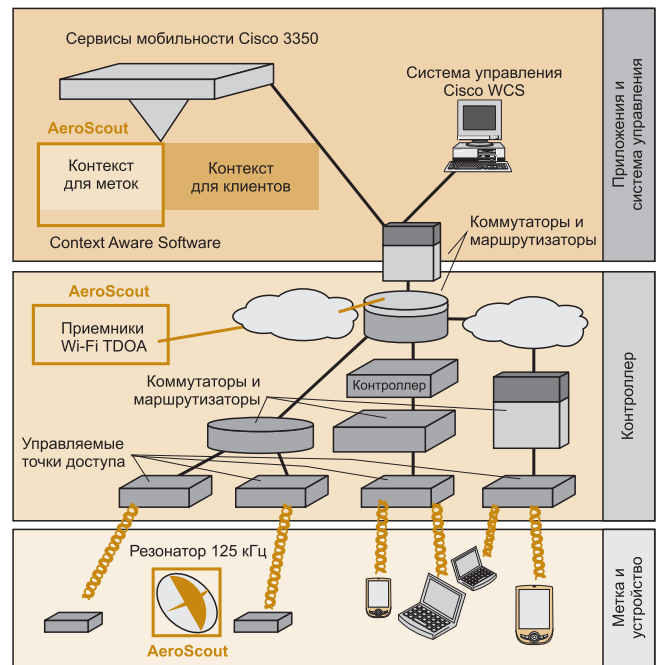 Сервисы мобильности Cisco 3350
Система управления
Cisco WCS
AeroScout
Контекст
для меток
Контекст
для клиентов
Context Aware Software
Коммутаторы и
маршрутизаторы
Приложения и
система управления
AeroScout
Приемники
Wi-Fi TDOA
Коммутаторы и
маршрутизаторы
Контроллер
Управляемые
точки доступа
Контроллер
Резонатор 125 кГц
AeroScout
Метка и
устройство